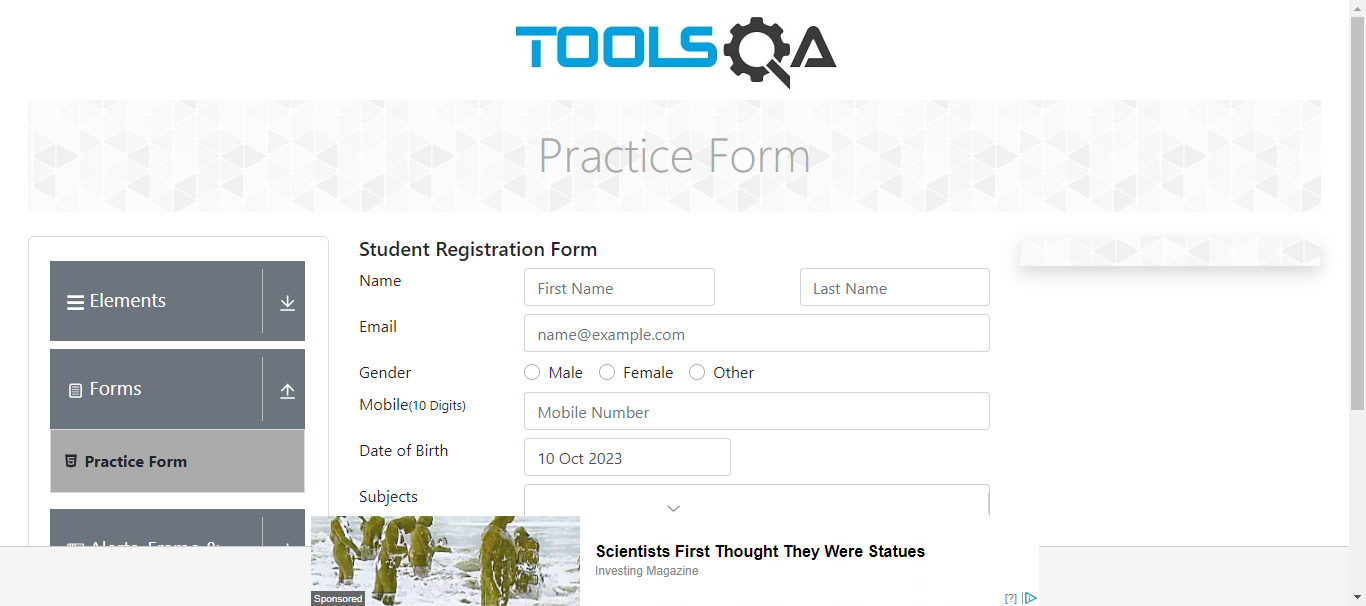 TOOLSQA
Practice Form
Elements
Forms
Practice Form
Student Registration Form
Name
First Name
Last Name
Email
name@example.com
Gender
Male
Female
Other
Mobile(10 Digits)
Mobile Number
Date of Birth
10 Oct 2023
Subjects
Scientists First Thought They Were Statues
Investing Magazine
Sponsored
[?]